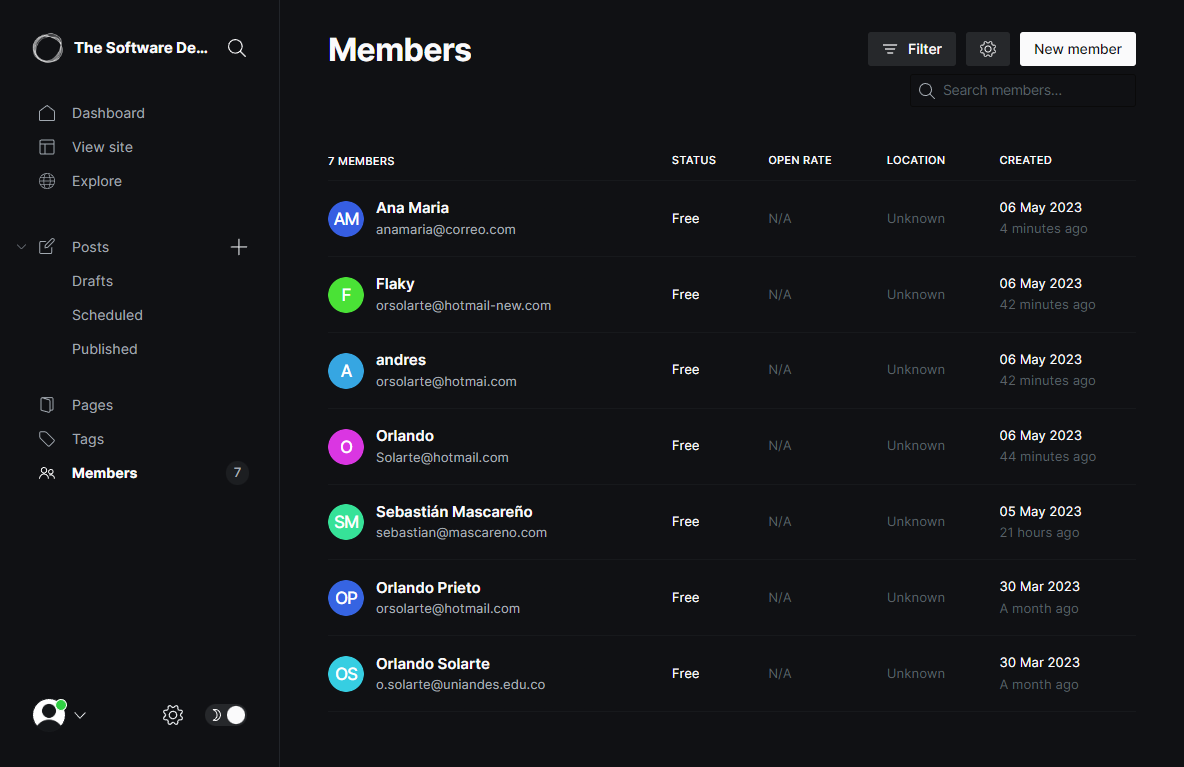 The Software De...
Dashboard
View site
Explore
Posts
Drafts
Scheduled
Published
Pages
Tags
Members 7
Members
Filter
New member
Search members...
7 MEMBERS STATUS OPEN RATE LOCATION CREATED
AM Ana Maria anamaria@correo.com Free N/A Unknown 06 May 2023 4 minutes ago
F Flaky orsolarte@hotmail-new.com Free N/A Unknown 06 May 2023 42 minutes ago
A andres orsolarte@hotmai.com Free N/A Unknown 06 May 2023 42 minutes ago
O Orlando Solarte@hotmail.com Free N/A Unknown 06 May 2023 44 minutes ago
SM Sebastián Mascareño sebastian@mascareno.com Free N/A Unknown 05 May 2023 21 hours ago
OP Orlando Prieto orsolarte@hotmail.com Free N/A Unknown 30 Mar 2023 A month ago
OS Orlando Solarte o.solarte@uniandes.edu.co Free N/A Unknown 30 Mar 2023 A month ago